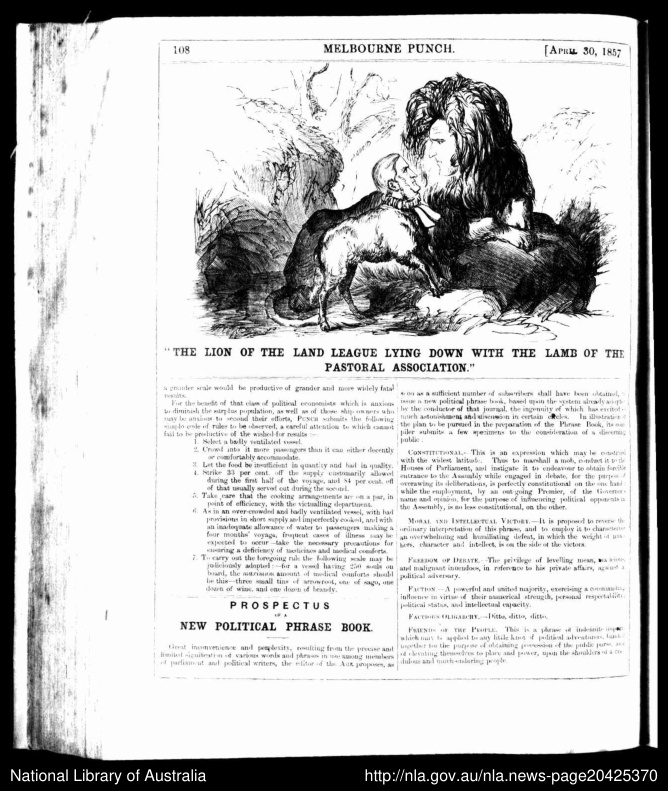 108
MELBOURNE PUNCH.
[APRIL 30, 1857
"THE LION OF THE LAND LEAGUE LYING DOWN WITH THE LAMB OF THE
PASTORAL ASSOCIATION."
a grander scale would be productive of grander and more widely fatal
results.
For the benefit of that class of political economists which is anxious
to diminish the surplus population, as well as of those ship owners who
may be anxious to second their efforts, PUNCH submits the following
simple code of rules to be observed, a careful attention to which cannot
fail to be productive of the wished-for results :—
1. Select a badly ventilated vessel.
2. Crowd into it more passengers than it can either decently
or comfortably accommodate.
3. Let the food be insufficient in quantity and bad in quality.
4. Strike 33 per cent. off the supply customarily allowed
during the first half of the voyage, and 84 per cent. off
of that usually served out during the second.
5. Take care that the cooking arrangements are on a par, in
point of efficiency, with the victualling department.
6. As in an over-crowded and badly ventilated vessel, with bad
provisions in short supply and imperfectly cooked, and with
an inadequate allowance of water to passengers making a
four months' voyage, frequent cases of illness may be
expected to occur—take the necessary precautions for
ensuring a deficiency of medicines and medical comforts.
7. To carry out the foregoing rule the following scale may be
judiciously adopted :—for a vessel having 250 souls on
board, the maximum amount of medical comforts should
be this—three small tins of arrowroot, one of sago, one
dozen of wine, and one dozen of brandy.
PROSPECTUS
OF A
NEW POLITICAL PHRASE BOOK.
Great inconvenience and perplexity, resulting from the precise and
limited signification of various words and phrases in use among members
of parliament and political writers, the editor of the AGE proposes, as
soon as a sufficient number of subscribers shall have been obtained,
issue a new political phrase book, based upon the system already
by the conductor of that journal, the ingenuity of which has excited
much astonishment and discussion in certain circles. In illustration
the plan to be pursued in the preparation of the Phrase Book, its
piler submits a few specimens to the consideration of a discerning
public.
CONSTITUTIONAL.—This is an expression which may be construed
with the widest latitude. Thus to marshall a mob, conduct it to the
Houses of Parliament, and instigate it to endeavour to obtain forcible
entrance to the Assembly while engaged in debate, for the purpose of
overawing its deliberations, is perfectly constitutional on the one hand
while the employment, by an out-going Premier, of the Governor's
name and opinion, for the purpose of influencing political opponents in
the Assembly, is no less constitutional, on the other.
MORAL AND INTELLECTUAL VICTORY.—It is proposed to reverse the
ordinary interpretation of this phrase, and to employ it to characterise
an overwhelming and humiliating defeat, in which the weight of
character and intellect, is on the side of the victors.
FREEDOM OF DEBATE.—The privilege of levelling mean,
and malignant inuendoes, in reference to his private affairs, against a
political adversary.
FACTION.—A powerful and united majority, exercising a
influence in virtue of their numerical strength, personal respectability,
political status, and intellectual capacity.
FACTIOUS OLIGARCHY.—Ditto, ditto, ditto.
FRIENDS OF THE PEOPLE. This is a phrase of indefinite
which may be applied to any little knot of political adventurers, banded
together for the purpose of obtaining possession of the public purse, and
of elevating themselves to place and power, upon the shoulders of a
dulous and much-enduring people.
National Library of Australia
http://nla.gov.au/nla.news-page20425370